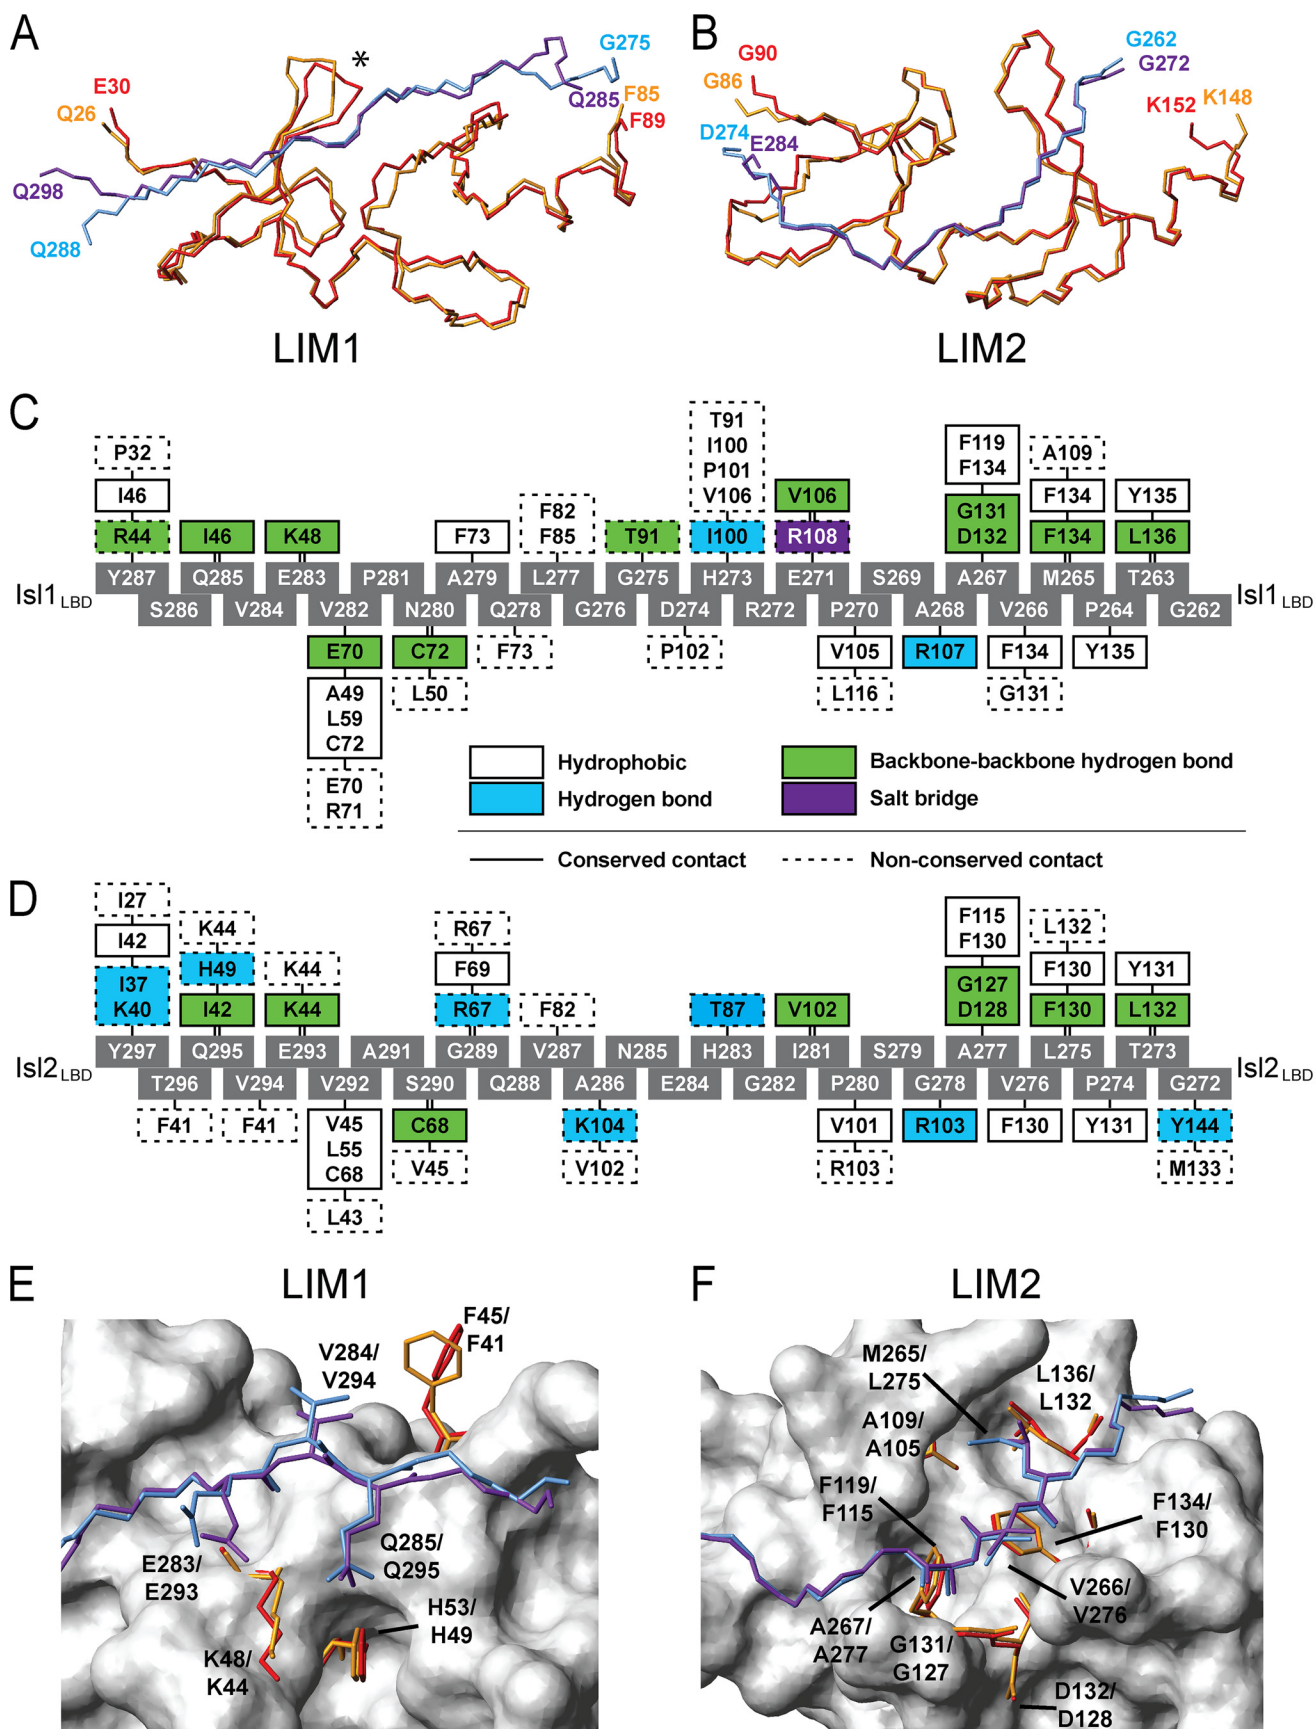 A
*
G275
E30
Q26
Q285
F85
F89
Q298
Q288
LIM1
B
G262
G272
G90
G86
K152
K148
D274
E284
LIM2
C
P32
I46
R44
I46
K48
F73
F82
F85
T91
T91
I100
P101
V106
I100
V106
R108
F119
F134
G131
D132
A109
F134
F134
Y135
L136
Isl1LBD
Y287
Q285
E283
P281
A279
L277
G275
H273
E271
S269
A267
M265
T263
Isl1LBD
S286
V284
V282
N280
Q278
G276
D274
R272
P270
A268
V266
P264
G262
E70
A49
L59
C72
E70
R71
C72
L50
F73
P102
V105
L116
R107
F134
G131
Y135
Hydrophobic
Backbone-backbone hydrogen bond
Hydrogen bond
Salt bridge
Conserved contact
Non-conserved contact
D
I27
I42
I37
K40
K44
H49
I42
K44
K44
R67
F69
R67
F82
T87
V102
F115
F130
G127
D128
L132
F130
F130
Y131
L132
Isl2LBD
Y297
Q295
E293
A291
G289
V287
N285
H283
I281
S279
A277
L275
T273
Isl2LBD
T296
V294
V292
S290
Q288
A286
E284
G282
P280
G278
V276
P274
G272
F41
F41
V45
L55
C68
L43
C68
V45
K104
V102
V101
R103
R103
F130
Y131
Y144
M133
E
LIM1
F45/
F41
V284/
V294
E283/
E293
Q285/
Q295
H53/
H49
K48/
K44
F
LIM2
M265/
L275
L136/
L132
A109/
A105
F119/
F115
F134/
F130
V266/
V276
A267/
A277
G131/
G127
D132/
D128